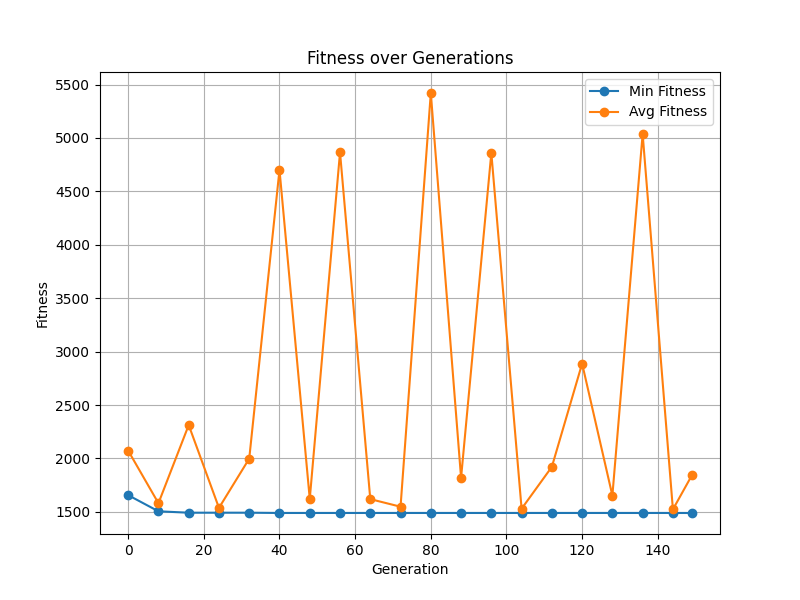 Fitness over Generations
Min Fitness
Avg Fitness
5500
5000
4500
4000
3500
3000
2500
2000
1500
Fitness
0 20 40 60 80 100 120 140
Generation